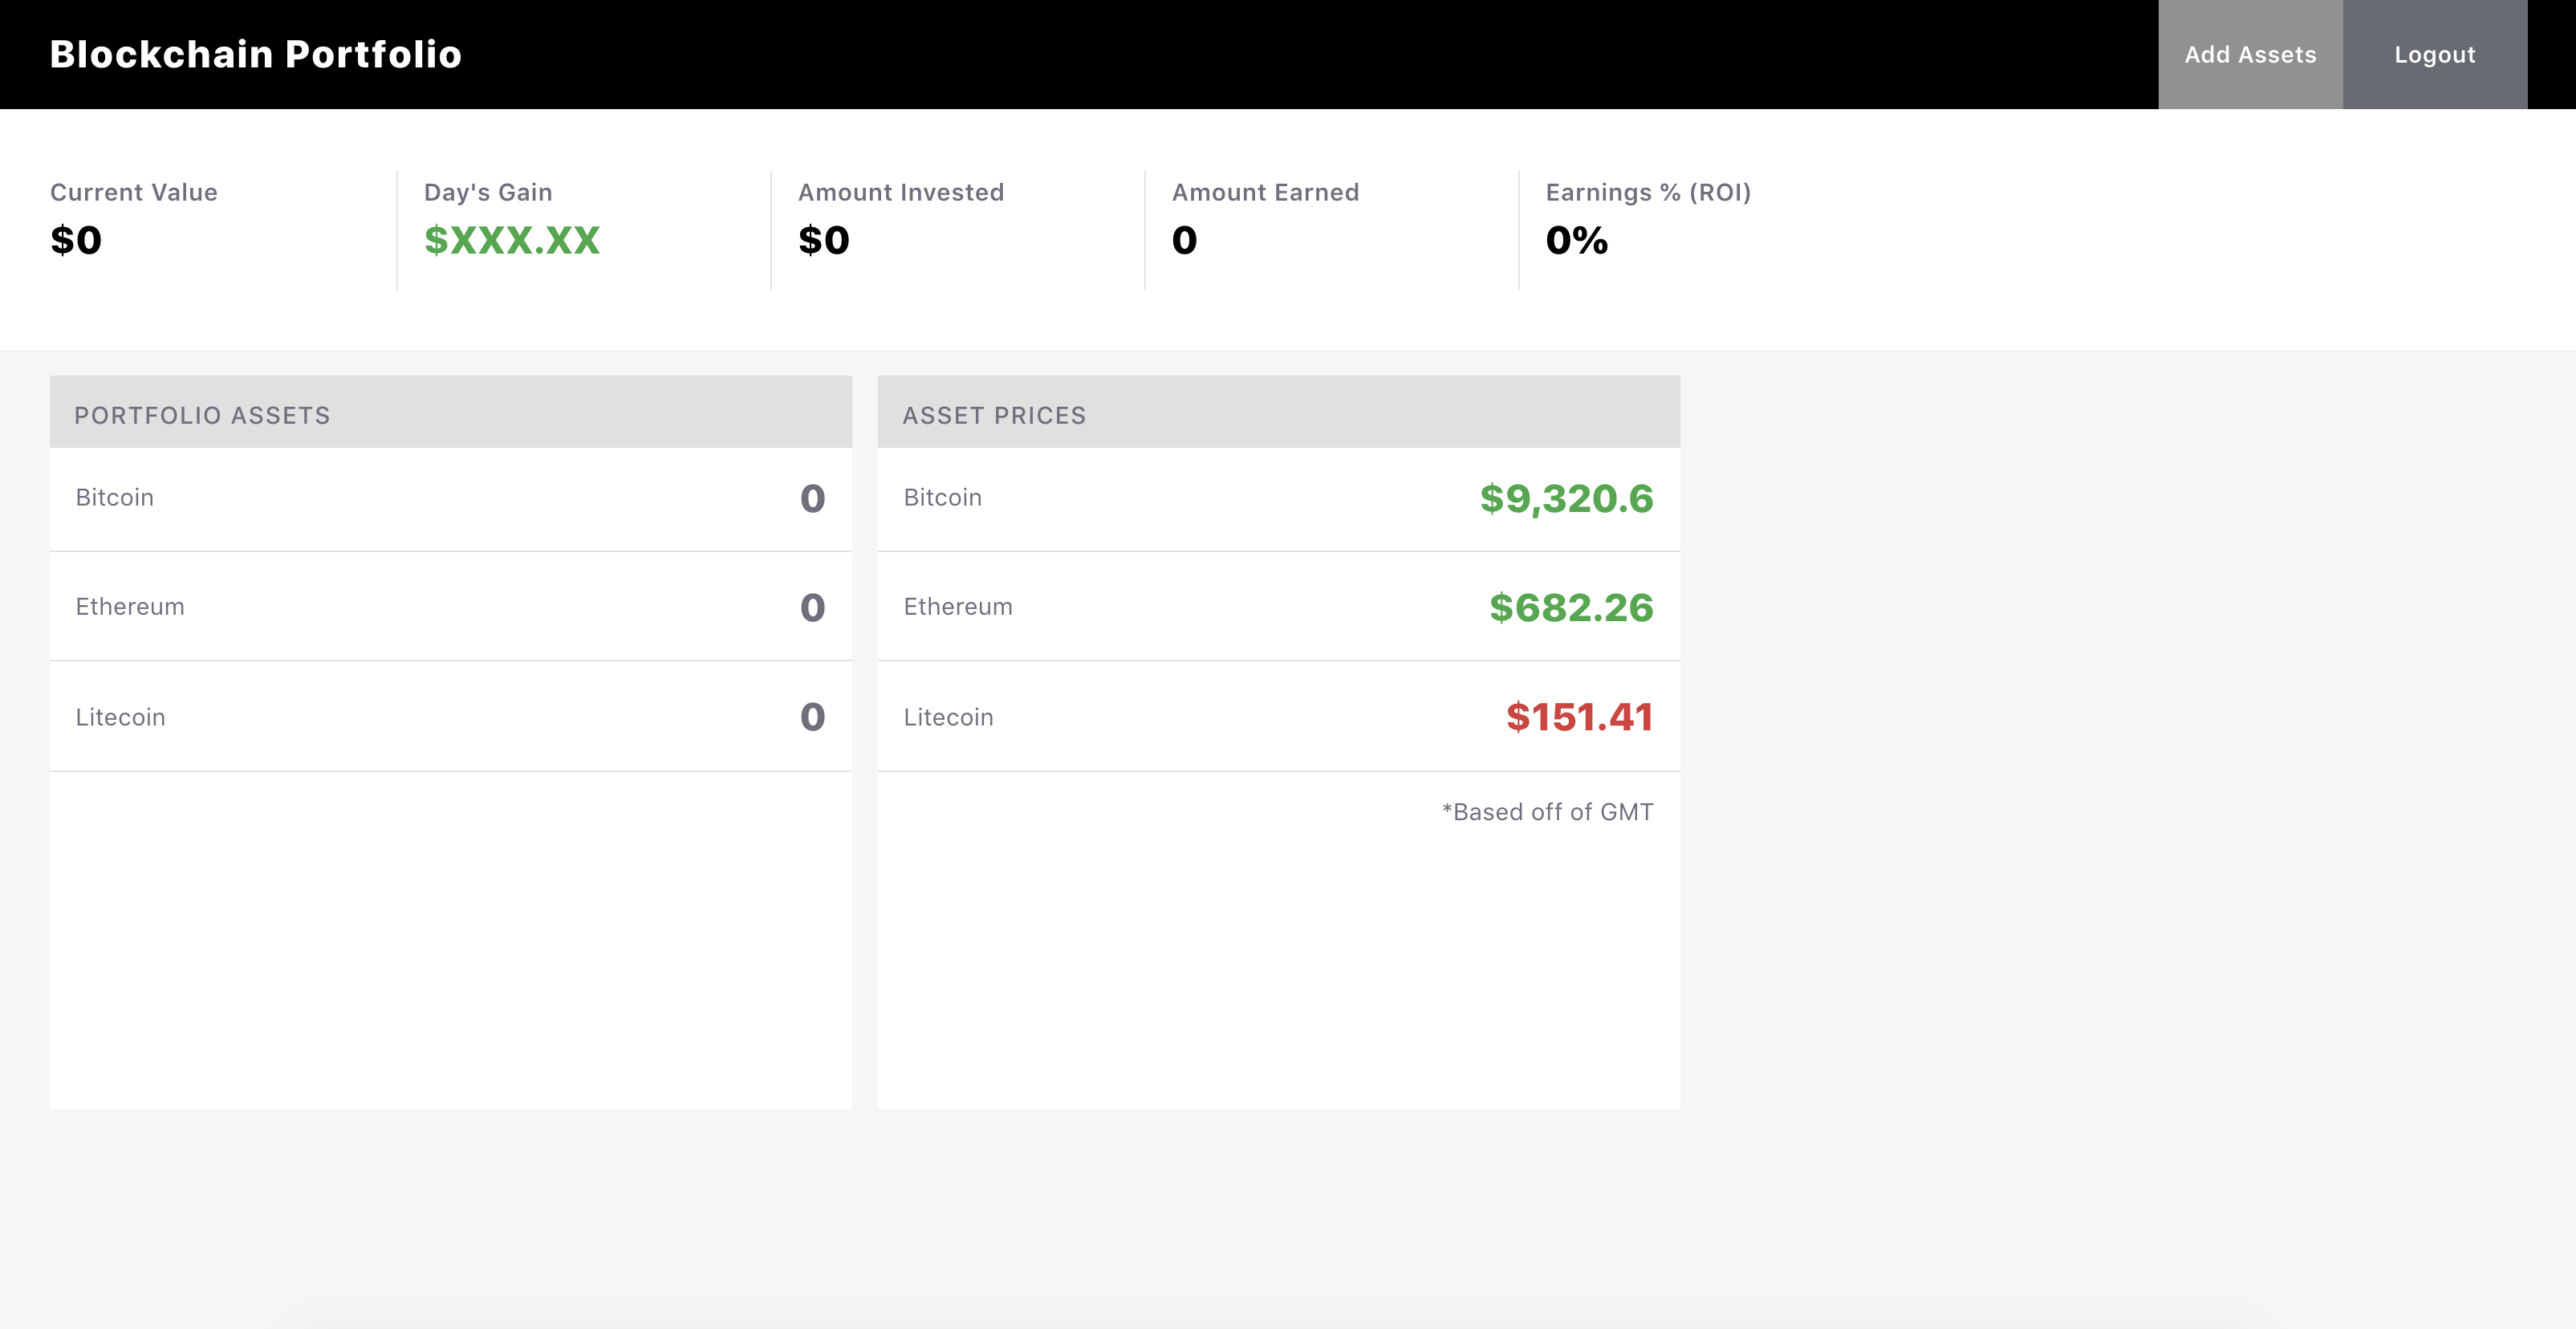 Blockchain Portfolio
Add Assets
Logout
Current Value
$0
Day's Gain
$XXX.XX
Amount Invested
$0
Amount Earned
0
Earnings % (ROI)
0%
PORTFOLIO ASSETS
Bitcoin 0
Ethereum 0
Litecoin 0
ASSET PRICES
Bitcoin $9,320.6
Ethereum $682.26
Litecoin $151.41
*Based off of GMT